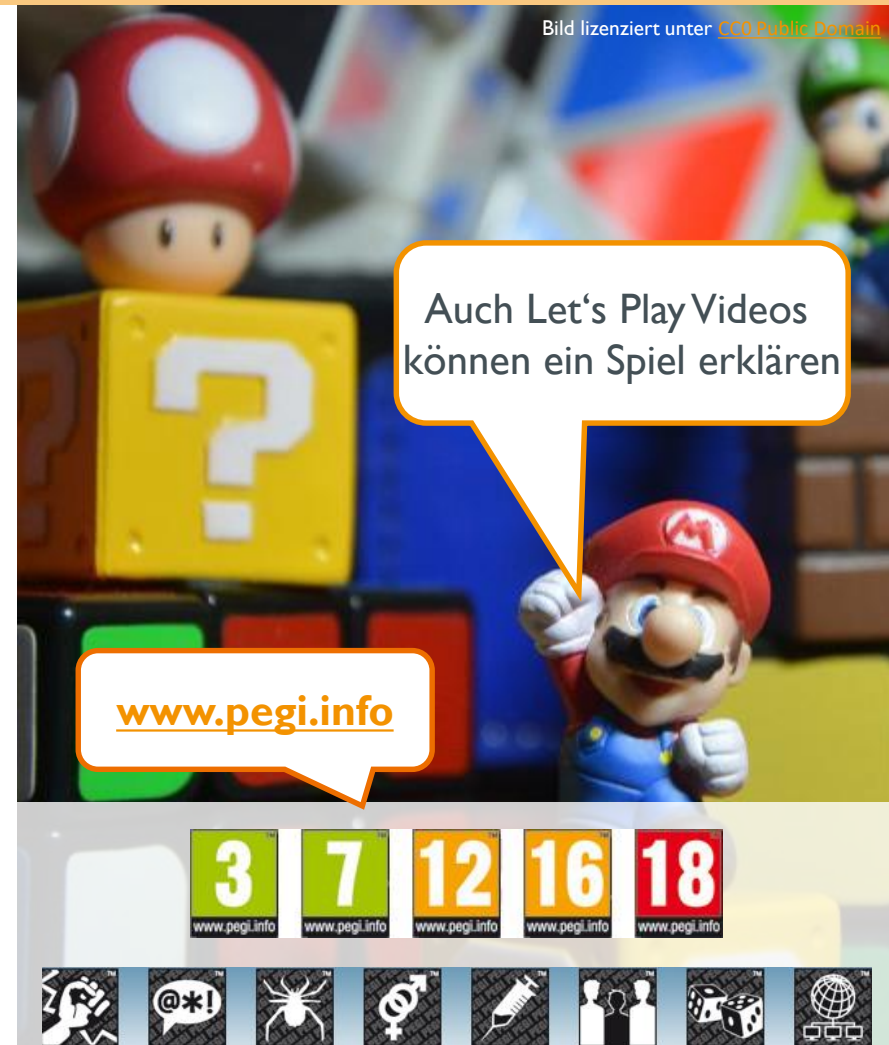 Bild lizenziert unter CC0 Public Domain
Auch Let‘s Play Videos
können ein Spiel erklären
?
M
www.pegi.info
3 7 12 16 18
www.pegi.info www.pegi.info www.pegi.info www.pegi.info www.pegi.info
@*!